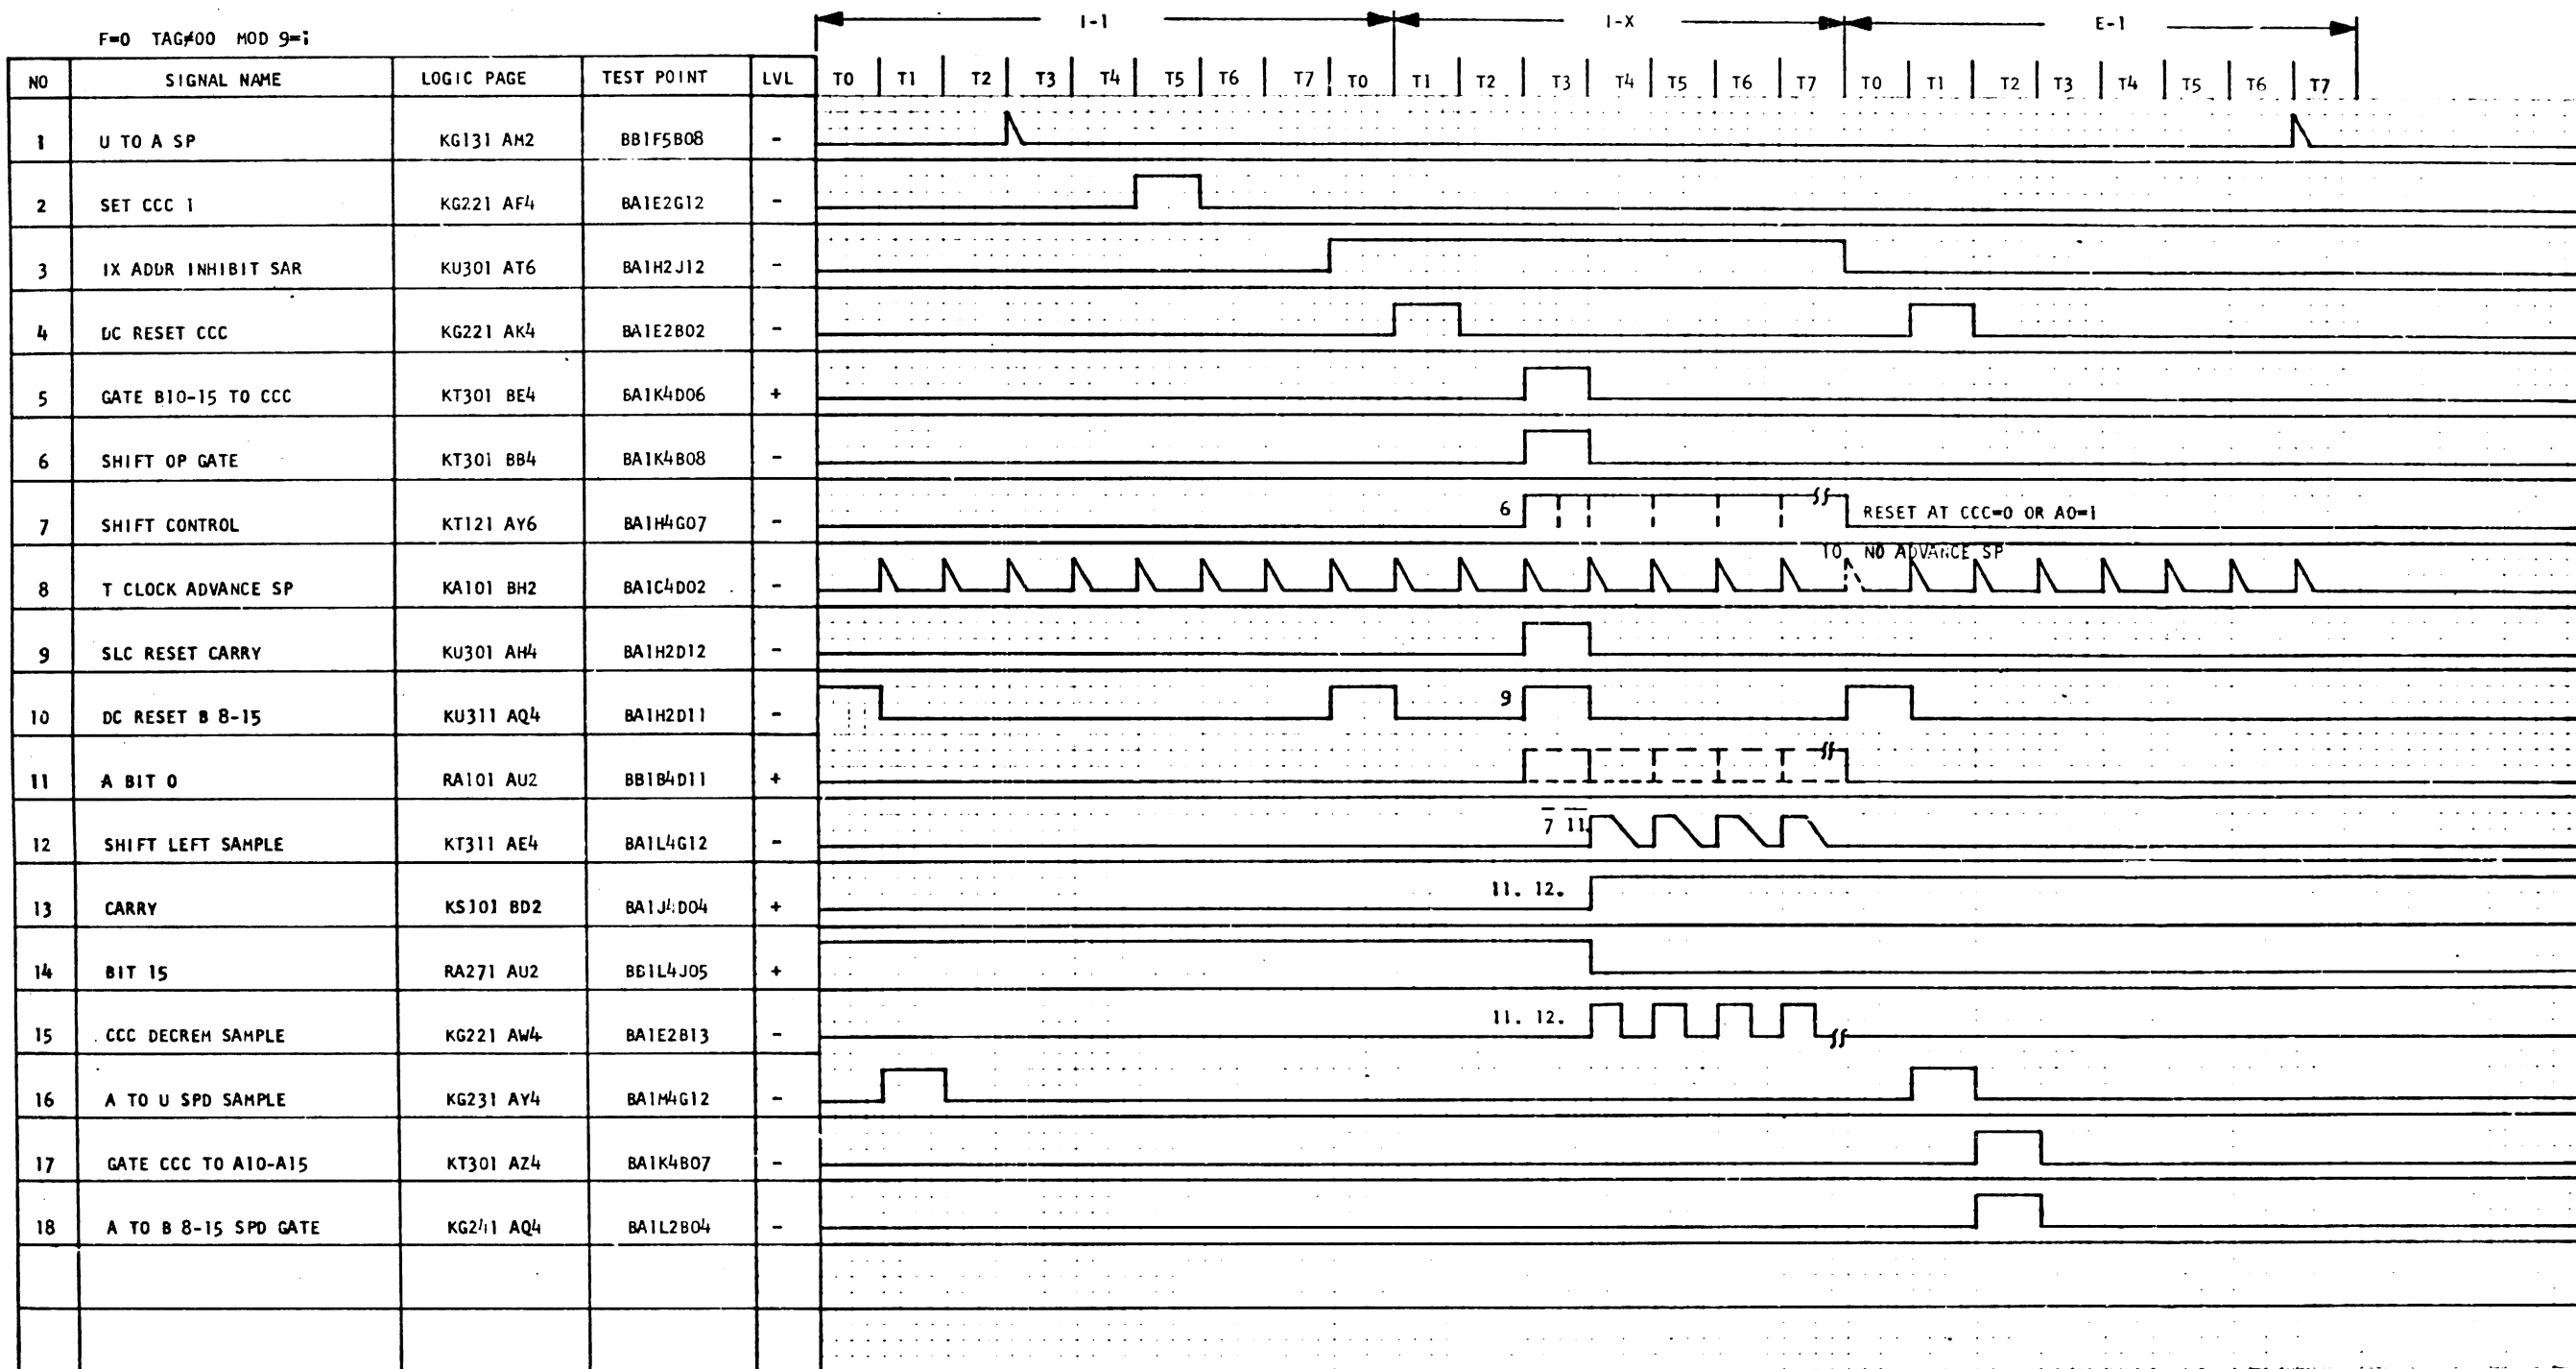 I-1 I-X E-1
F=0 TAG≠00 MOD 9=1
NO SIGNAL NAME LOGIC PAGE TEST POINT LVL T0 T1 T2 T3 T4 T5 T6 T7 T0 T1 T2 T3 T4 T5 T6 T7 T0 T1 T2 T3 T4 T5 T6 T7
1 U TO A SP KG131 AM2 BB1F5B08 -
2 SET CCC 1 KG221 AF4 BA1E2G12 -
3 IX ADDR INHIBIT SAR KU301 AT6 BA1H2J12 -
4 DC RESET CCC KG221 AK4 BA1E2B02 -
5 GATE B10-15 TO CCC KT301 BE4 BA1K4D06 +
6 SHIFT OP GATE KT301 BB4 BA1K4B08 -
7 SHIFT CONTROL KT121 AY6 BA1H4G07 - 6 RESET AT CCC=0 OR A0=1
T0 NO ADVANCE SP
8 T CLOCK ADVANCE SP KA101 BH2 BA1C4D02 -
9 SLC RESET CARRY KU301 AH4 BA1H2D12 -
10 DC RESET B 8-15 KU311 AQ4 BA1H2D11 - 9
11 A BIT 0 RA101 AU2 BB1B4D11 +
12 SHIFT LEFT SAMPLE KT311 AE4 BA1L4G12 - 7 11.
13 CARRY KS101 BD2 BA1J4D04 + 11. 12.
14 BIT 15 RA271 AU2 BB1L4J05 +
15 CCC DECREM SAMPLE KG221 AW4 BA1E2B13 - 11. 12.
16 A TO U SPD SAMPLE KG231 AY4 BA1M4G12 -
17 GATE CCC TO A10-A15 KT301 AZ4 BA1K4B07 -
18 A TO B 8-15 SPD GATE KG241 AQ4 BA1L2B04 -